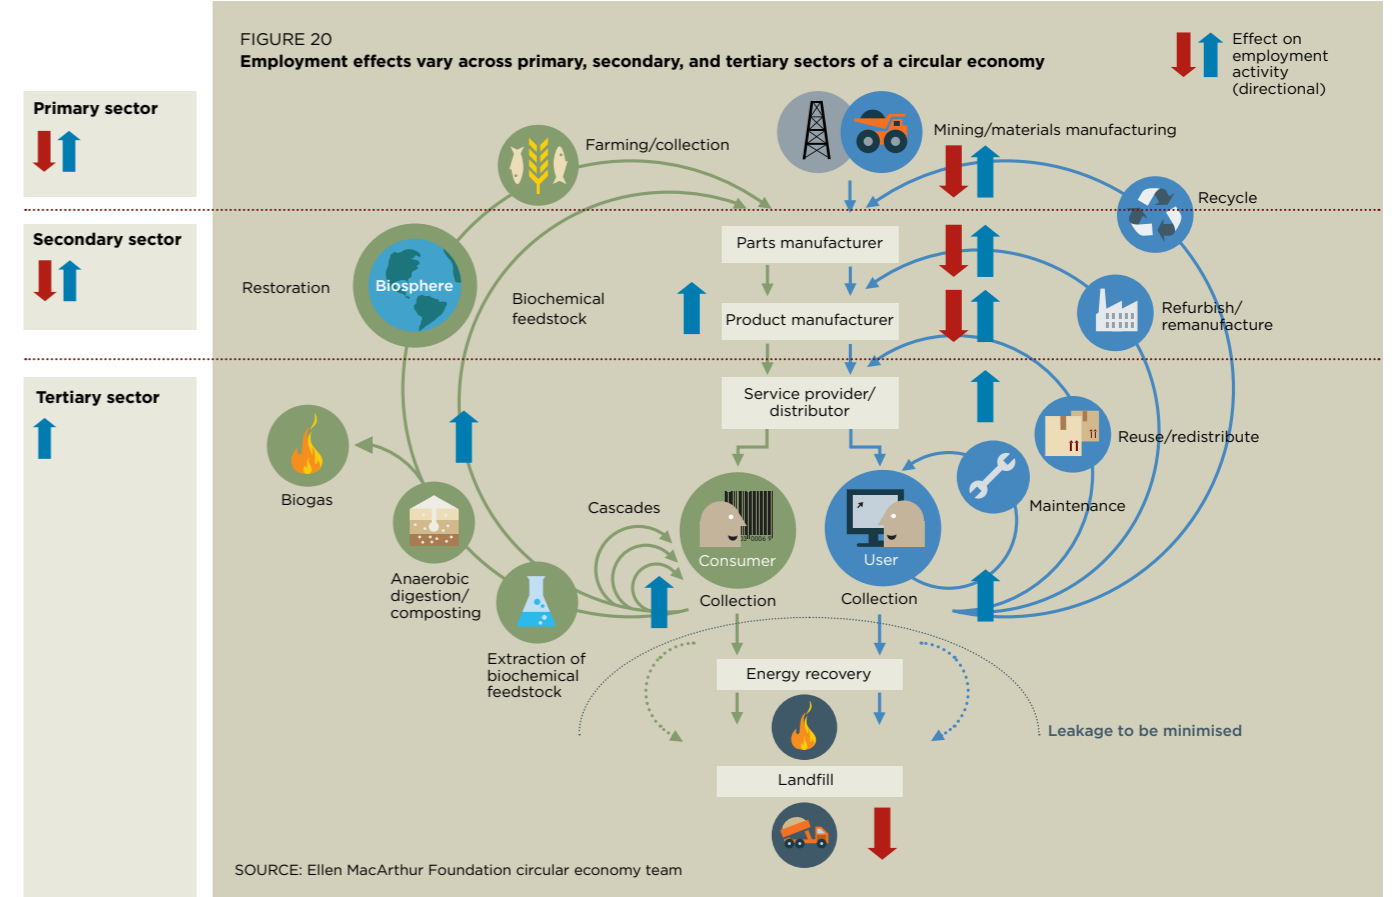 FIGURE 20
Employment effects vary across primary, secondary, and tertiary sectors of a circular economy
Effect on
employment
activity
(directional)
Primary sector
Farming/collection
Mining/materials manufacturing
Recycle
Secondary sector
Parts manufacturer
Restoration
Biosphere
Biochemical
feedstock
Product manufacturer
Refurbish/
remanufacture
Tertiary sector
Service provider/
distributor
Reuse/redistribute
Biogas
Cascades
Maintenance
03 0006 9
Consumer
User
Anaerobic
digestion/
composting
Collection
Collection
Extraction of
biochemical
feedstock
Energy recovery
Leakage to be minimised
Landfill
SOURCE: Ellen MacArthur Foundation circular economy team